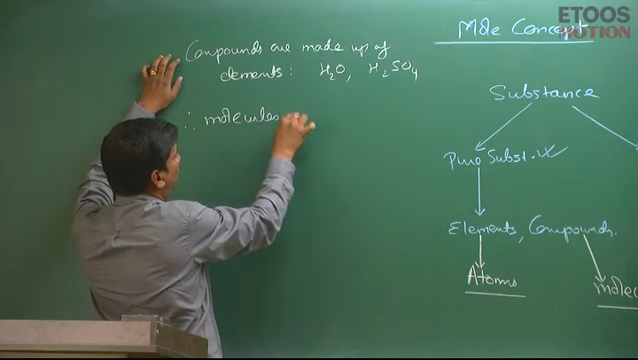 Compounds are made up of
elements : H₂O, H₂SO₄
∴ molecules
Mole Concept
ETOOS
Substance
Pure Subst.
Elements, Compounds.
Atoms
molec